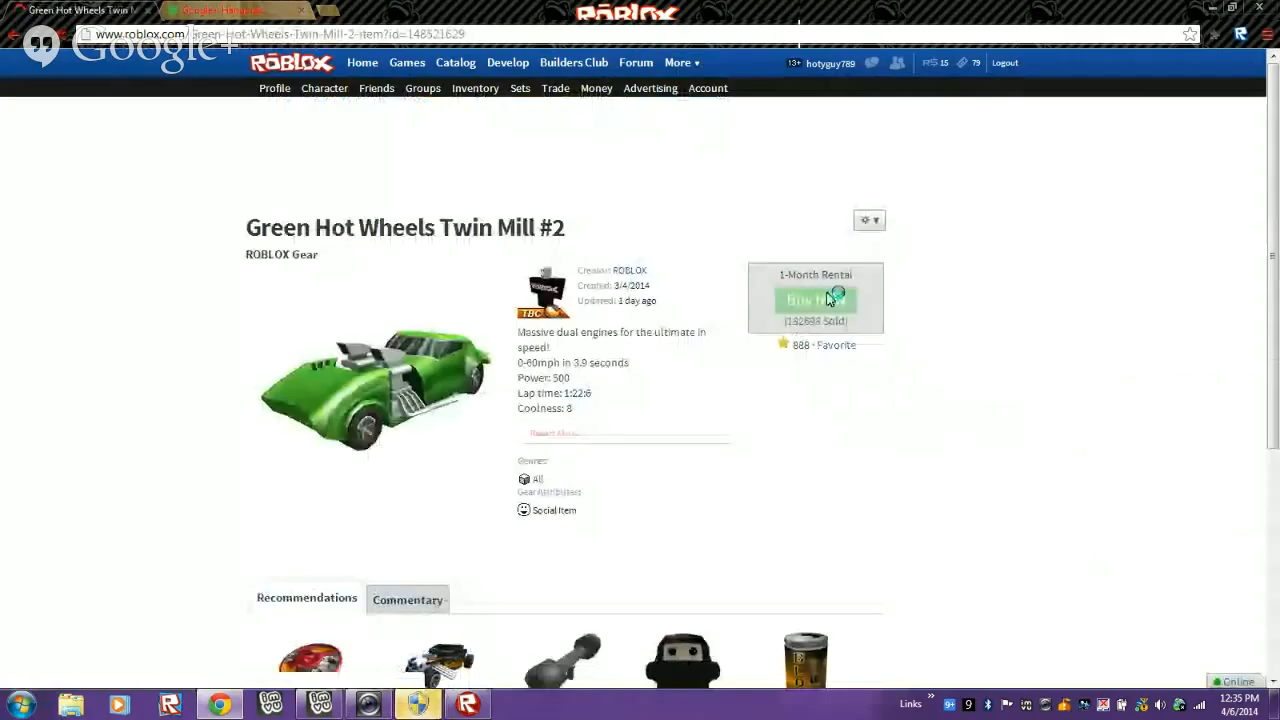 Green Hot Wheels Twin M
Google+ Hangouts
ROBLOX
www.roblox.com/Green-Hot-Wheels-Twin-Mill-2-item?id=148521629
Google+
ROBLOX Home Games Catalog Develop Builders Club Forum More 13+ hotyguy789 R$ 15 79 Logout
Profile Character Friends Groups Inventory Sets Trade Money Advertising Account
Green Hot Wheels Twin Mill #2
ROBLOX Gear
Creator: ROBLOX
Created: 3/4/2014
Updated: 1 day ago
TBC
1-Month Rental
Buy
888 - Favorite
Massive dual engines for the ultimate in
speed!
0-60mph in 3.9 seconds
Power: 500
Lap time: 1:22:6
Coolness: 8
Report Abuse
Genres:
All
Gear Attributes:
Social Item
Recommendations Commentary
Online
Links
12:35 PM
4/6/2014